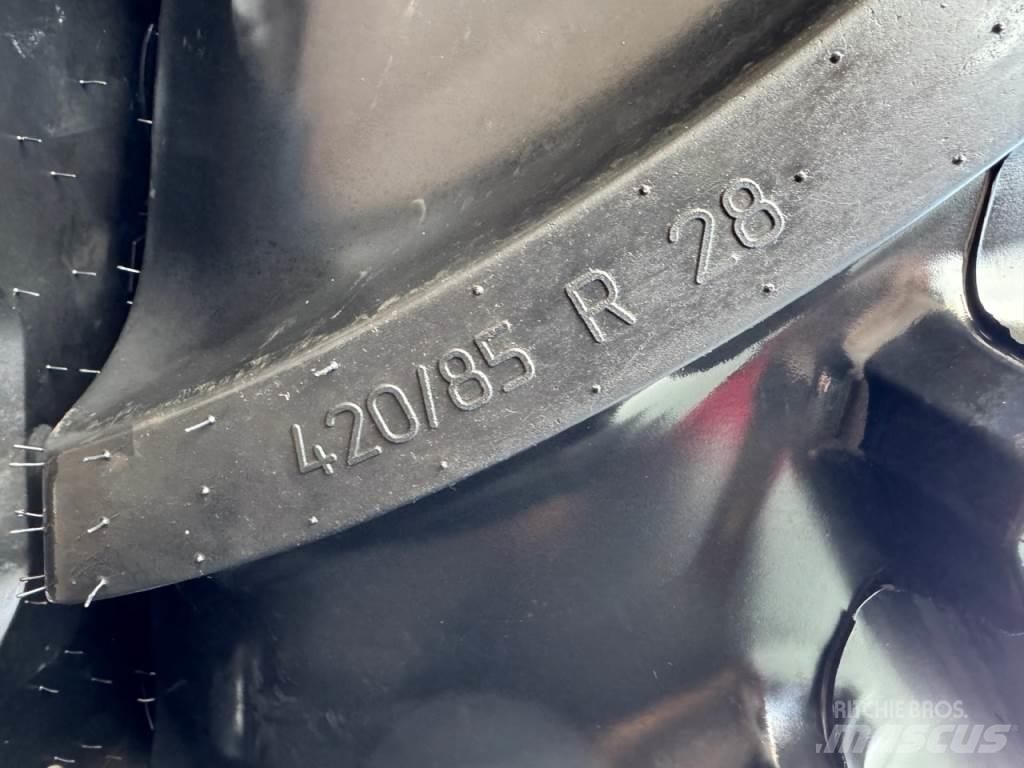 420/85 R 28
RITCHIE BROS.
mascus